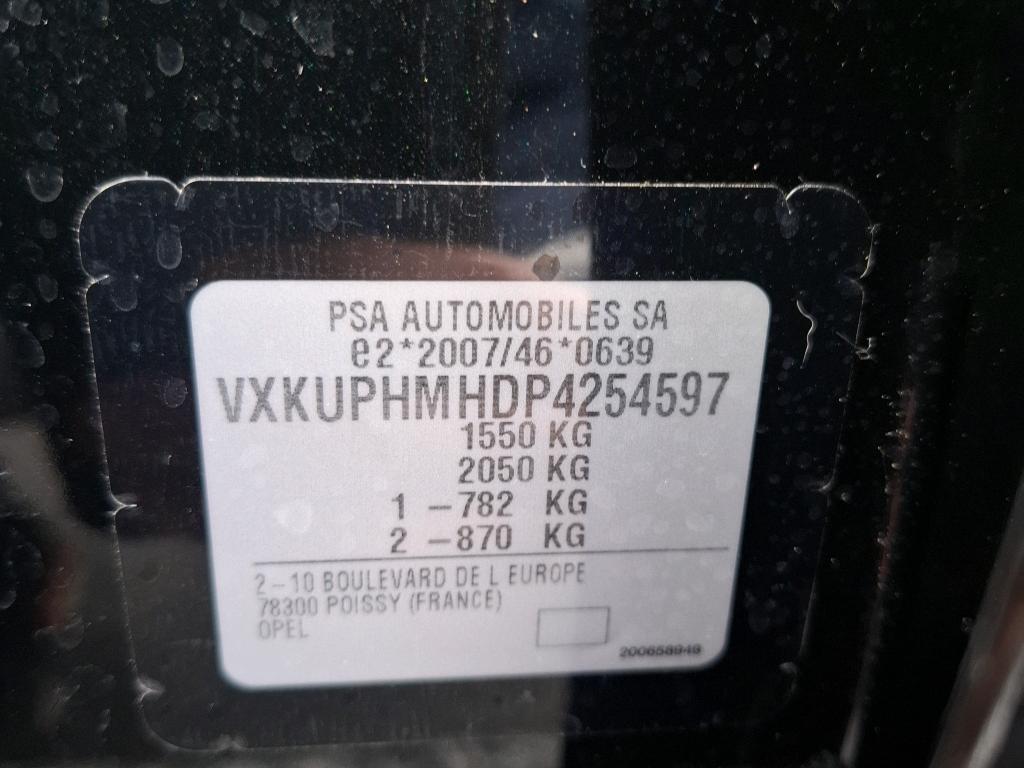 PSA AUTOMOBILES SA
e2*2007/46*0639
VXKUPHMHDP4254597
1550 KG
2050 KG
1 -782 KG
2 -870 KG
2-10 BOULEVARD DE L EUROPE
78300 POISSY (FRANCE)
OPEL
200658949